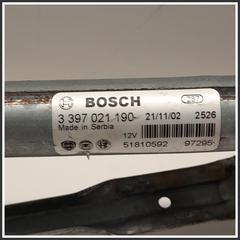 BOSCH
3 397 021 190 21/11/02 2526
Made in Serbia 12V
51810592 97295